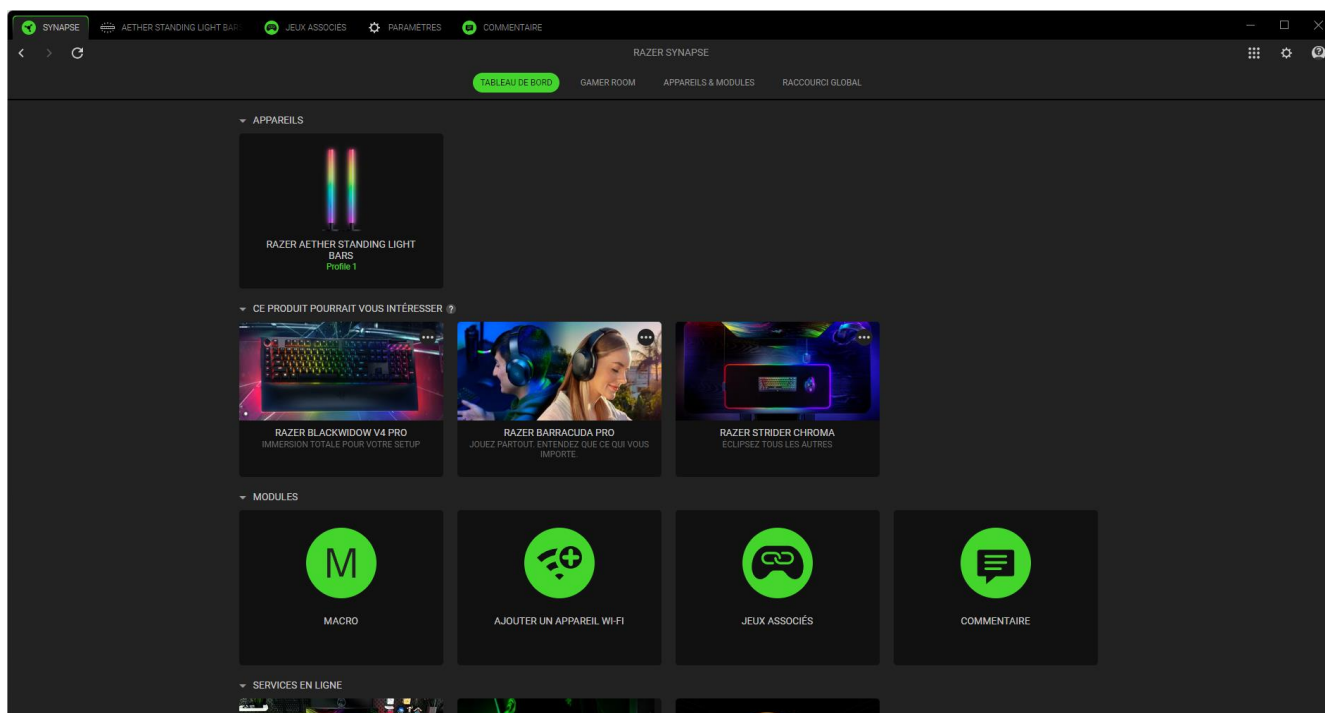 SYNAPSE
AETHER STANDING LIGHT BAR
JEUX ASSOCIÉS
PARAMÈTRES
COMMENTAIRE
RAZER SYNAPSE
TABLEAU DE BORD
GAMER ROOM
APPAREILS & MODULES
RACCOURCI GLOBAL
APPAREILS
RAZER AETHER STANDING LIGHT
BARS
Profile 1
CE PRODUIT POURRAIT VOUS INTÉRESSER ?
RAZER BLACKWIDOW V4 PRO
IMMERSION TOTALE POUR VOTRE SETUP
RAZER BARRACUDA PRO
JOUEZ PARTOUT. ENTENDEZ QUE CE QUI VOUS
IMPORTE.
RAZER STRIDER CHROMA
ECLIPSEZ TOUS LES AUTRES
MODULES
M
MACRO
AJOUTER UN APPAREIL WI-FI
JEUX ASSOCIÉS
COMMENTAIRE
SERVICES EN LIGNE